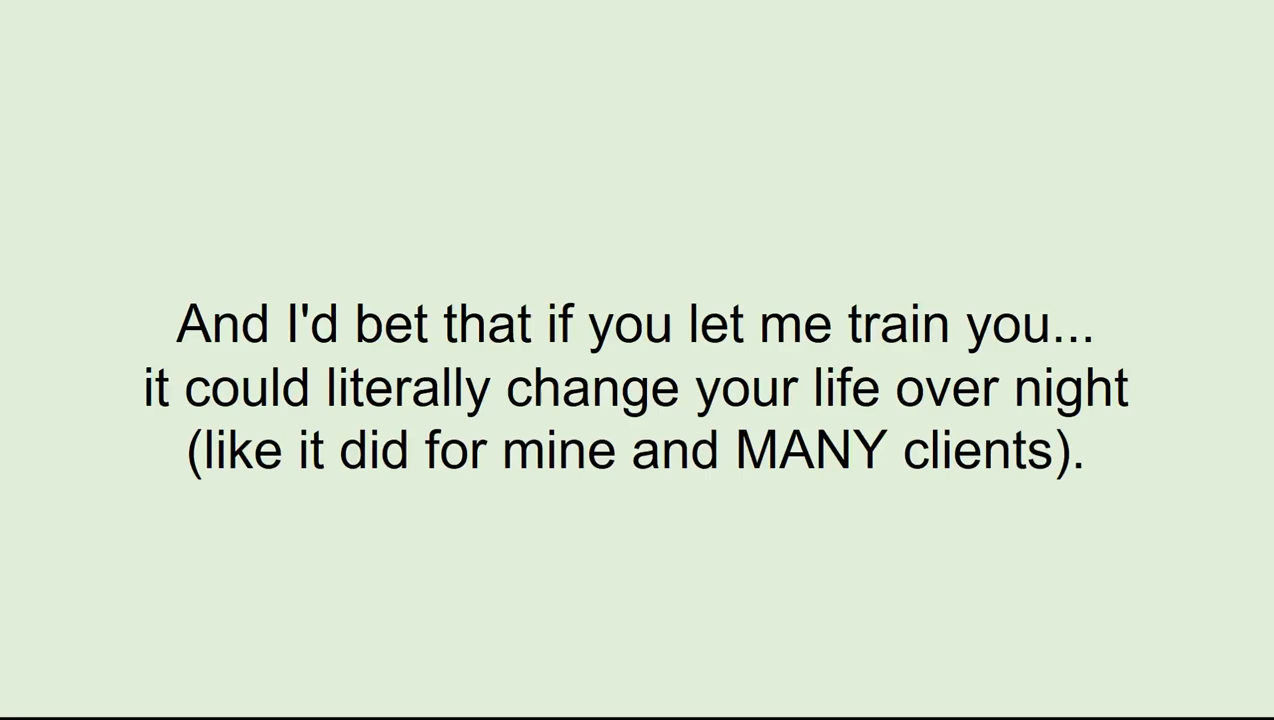 And I'd bet that if you let me train you...
it could literally change your life over night
(like it did for mine and MANY clients).